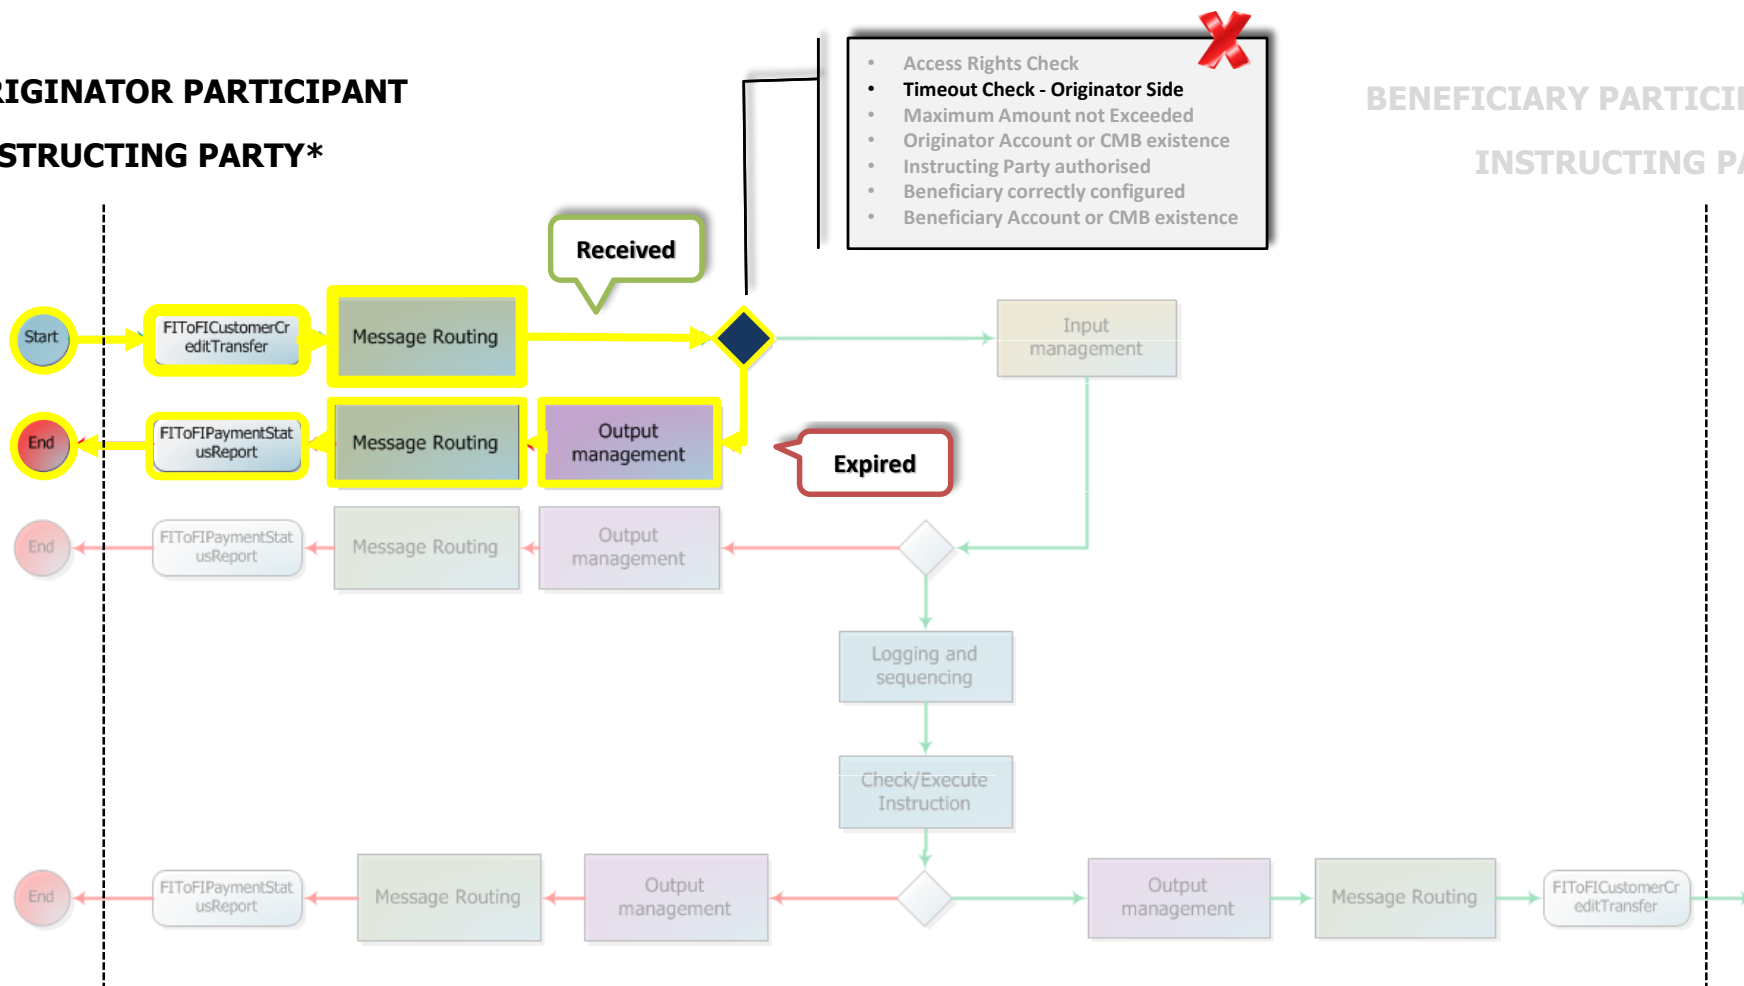 • Access Rights Check
• Timeout Check - Originator Side
• Maximum Amount not Exceeded
• Originator Account or CMB existence
• Instructing Party authorised
• Beneficiary correctly configured
• Beneficiary Account or CMB existence
RIGINATOR PARTICIPANT
STRUCTING PARTY*
BENEFICIARY PARTICI
INSTRUCTING PA
Received
Start
FIToFICustomerCr
editTransfer
Message Routing
Input
management
End
FIToFIPaymentStat
usReport
Message Routing
Output
management
Expired
End
FIToFIPaymentStat
usReport
Message Routing
Output
management
Logging and
sequencing
Check/Execute
Instruction
End
FIToFIPaymentStat
usReport
Message Routing
Output
management
Output
management
Message Routing
FIToFICustomerCr
editTransfer